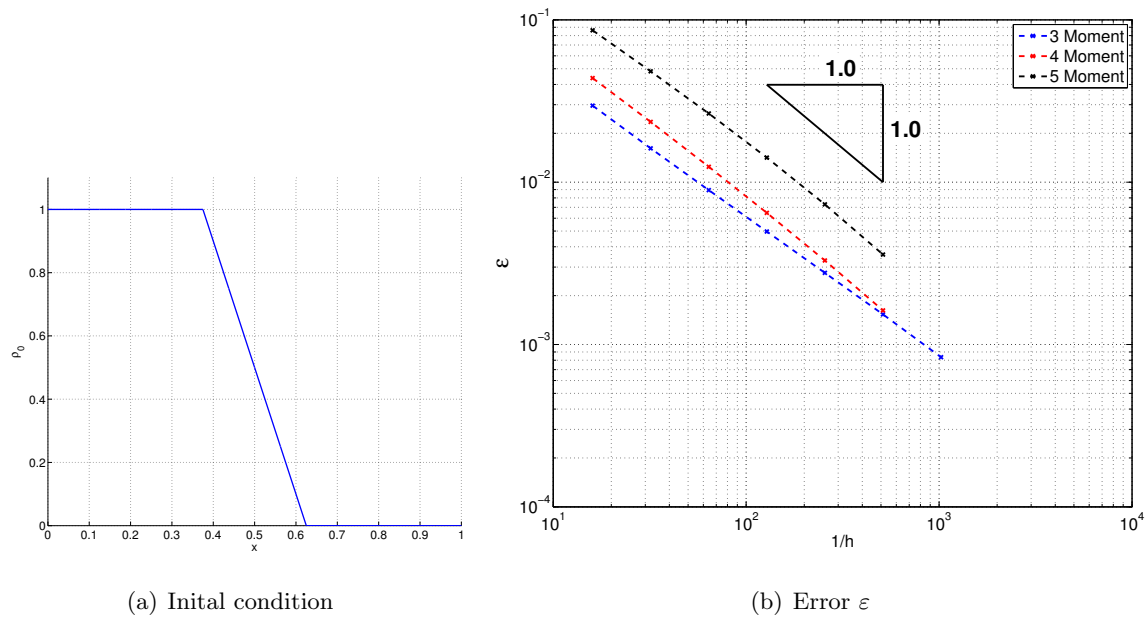 1
0.8
0.6
0.4
0.2
0
ρ0
0 0.1 0.2 0.3 0.4 0.5 0.6 0.7 0.8 0.9 1
x
(a) Inital condition
10^-1
10^-2
10^-3
10^-4
ε
3 Moment
4 Moment
5 Moment
1.0
1.0
10^1 10^2 10^3 10^4
1/h
(b) Error ε